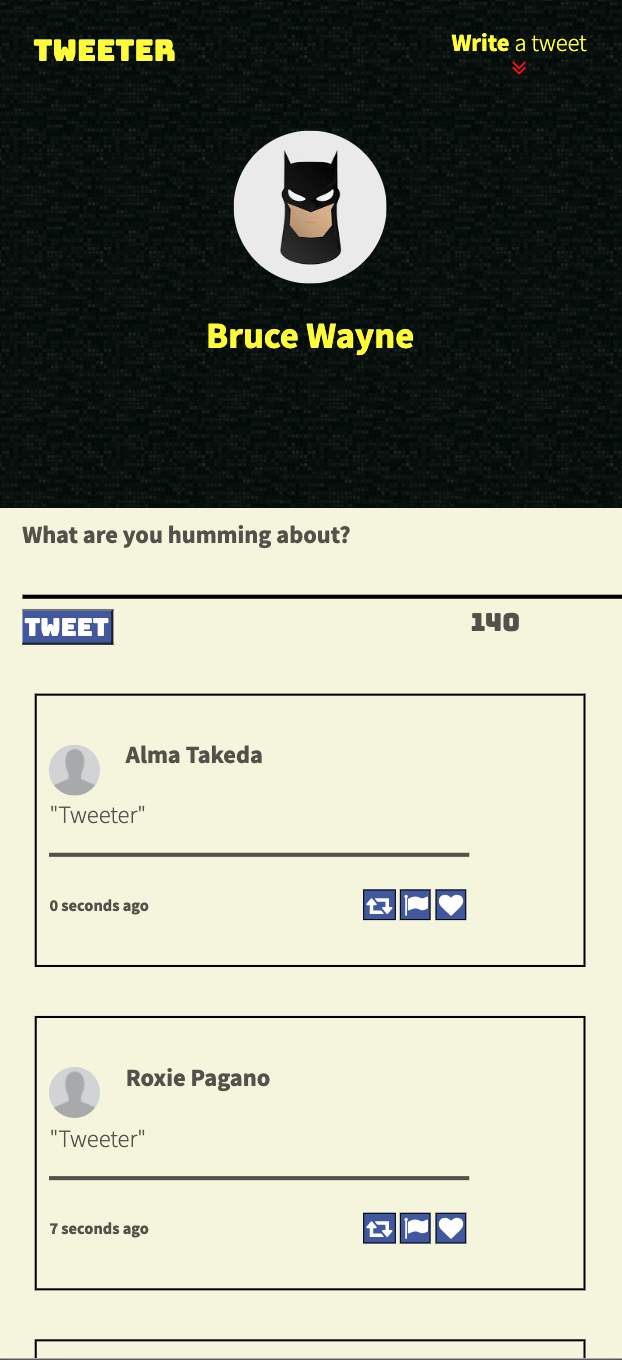 TWEETER
Write a tweet
Bruce Wayne
What are you humming about?
TWEET
140
Alma Takeda
"Tweeter"
0 seconds ago
Roxie Pagano
"Tweeter"
7 seconds ago